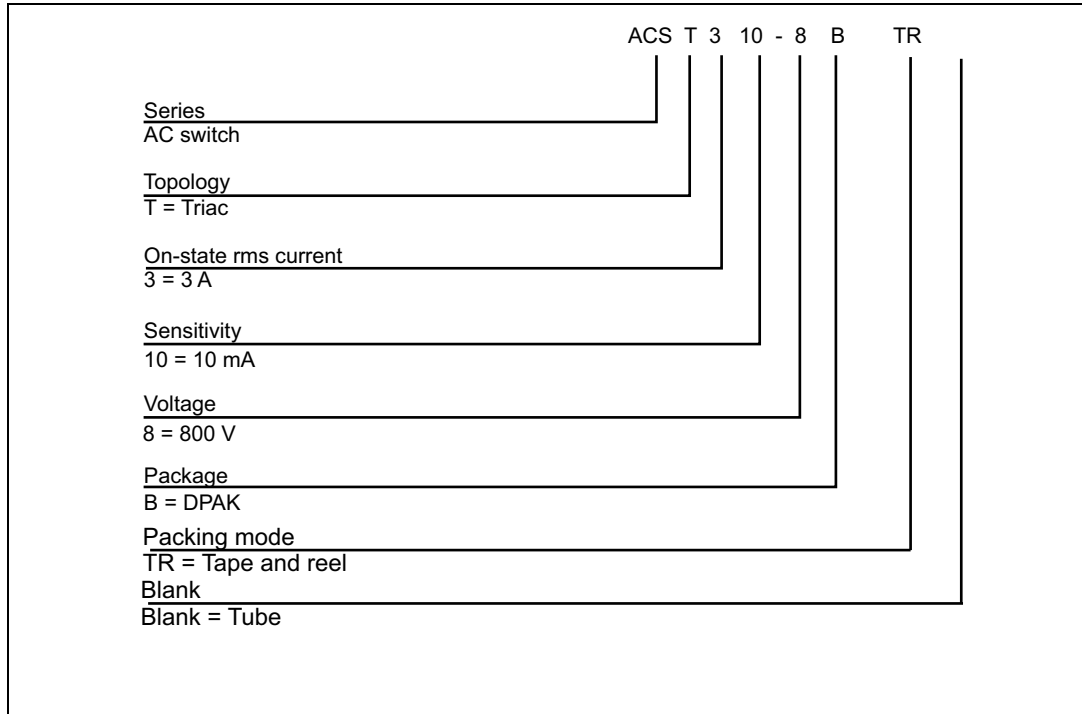 ACS T 3 10 - 8 B TR
Series
AC switch
Topology
T = Triac
On-state rms current
3 = 3 A
Sensitivity
10 = 10 mA
Voltage
8 = 800 V
Package
B = DPAK
Packing mode
TR = Tape and reel
Blank
Blank = Tube